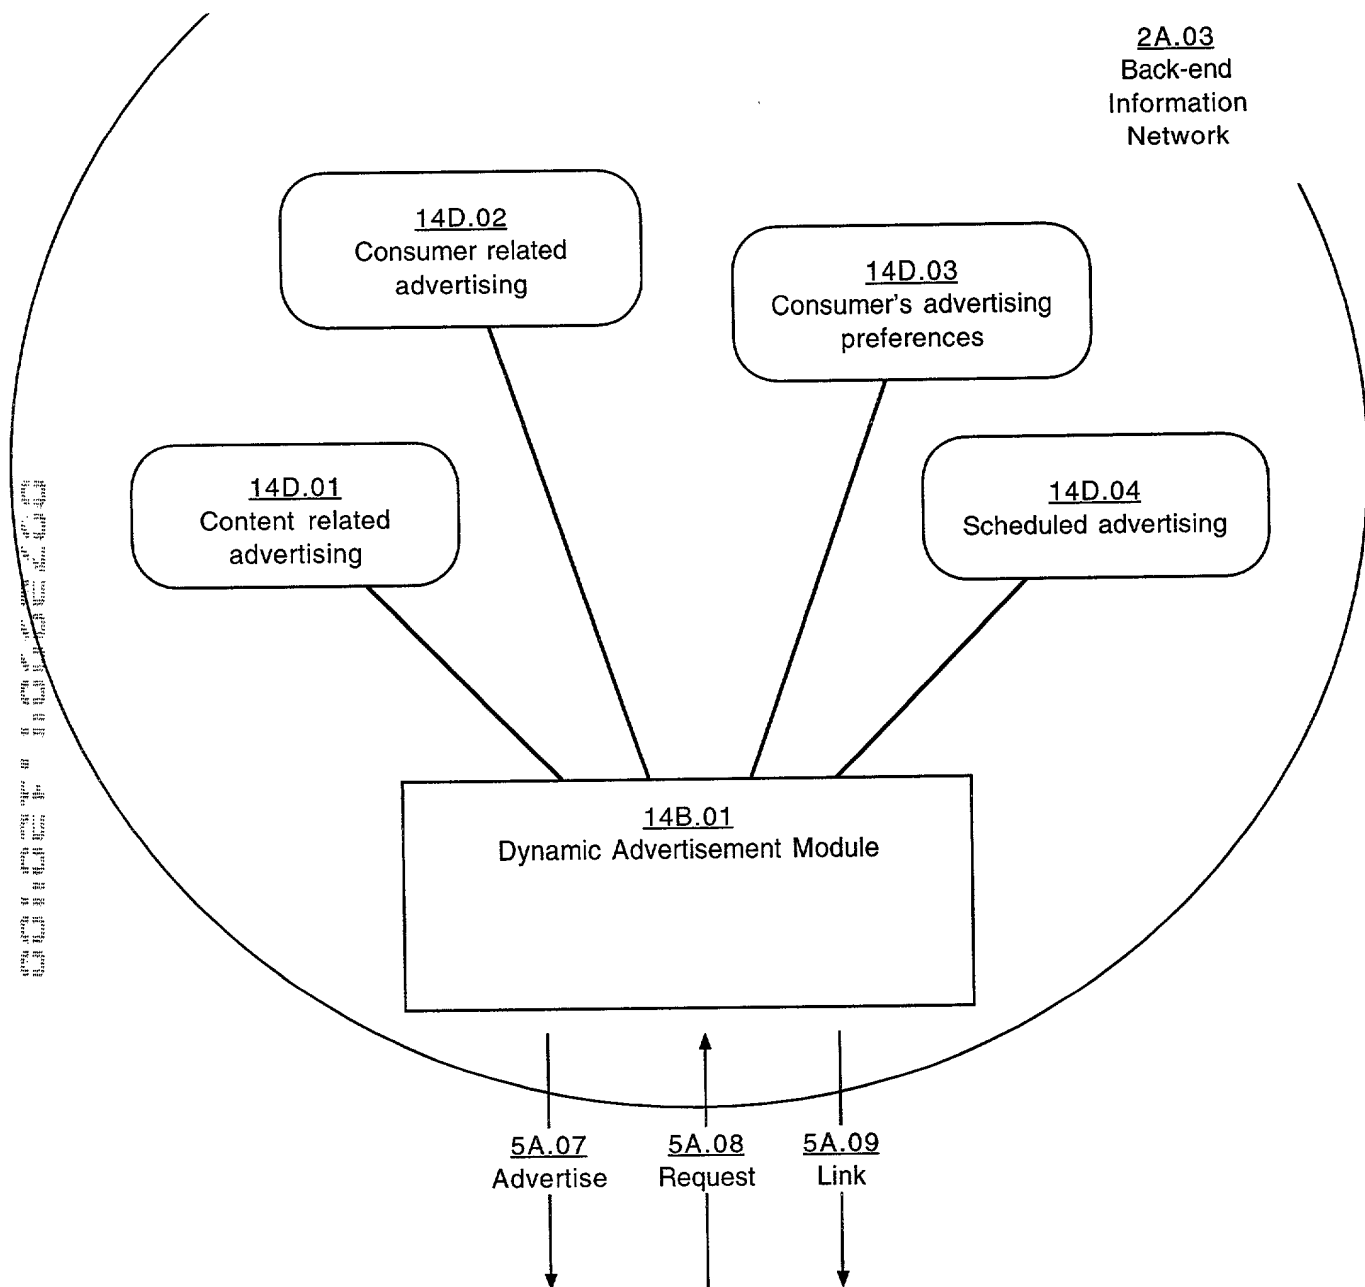 2A.03
Back-end
Information
Network
14D.02
Consumer related
advertising
14D.03
Consumer's advertising
preferences
14D.01
Content related
advertising
14D.04
Scheduled advertising
14B.01
Dynamic Advertisement Module
5A.07
Advertise
5A.08
Request
5A.09
Link